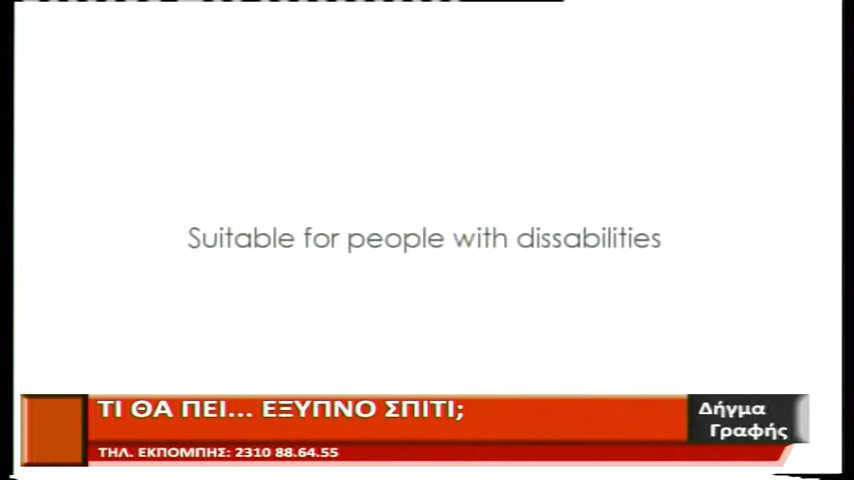 Suitable for people with dissabilities
ΤΙ ΘΑ ΠΕΙ... ΕΞΥΠΝΟ ΣΠΙΤΙ;
Δήγμα
Γραφής
ΤΗΛ. ΕΚΠΟΜΠΗΣ: 2310 88.64.55